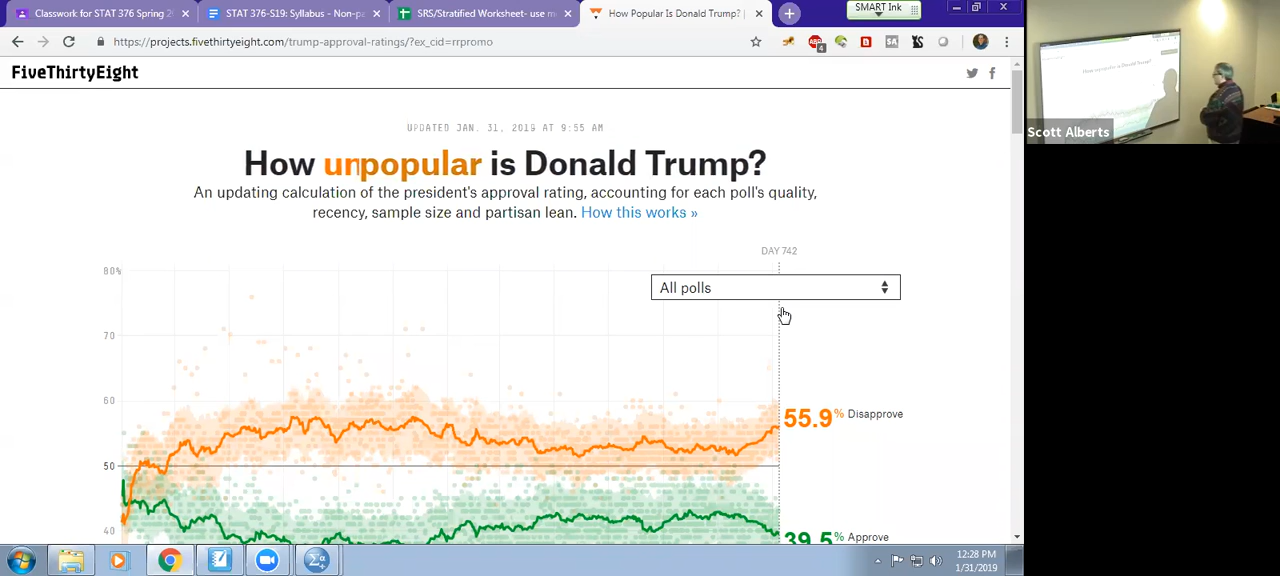 Classwork for STAT 376 Spring 2
STAT 376-S19: Syllabus - Non-pa
SRS/Stratified Worksheet- use m
How Popular Is Donald Trump? |
SMART Ink
https://projects.fivethirtyeight.com/trump-approval-ratings/?ex_cid=rrpromo
4
FiveThirtyEight
UPDATED JAN. 31, 2019 AT 9:55 AM
How unpopular is Donald Trump?
An updating calculation of the president's approval rating, accounting for each poll's quality,
recency, sample size and partisan lean. How this works »
DAY 742
80%
All polls
70
60
55.9% Disapprove
50
40
39.5% Approve
12:28 PM
1/31/2019
Scott Alberts